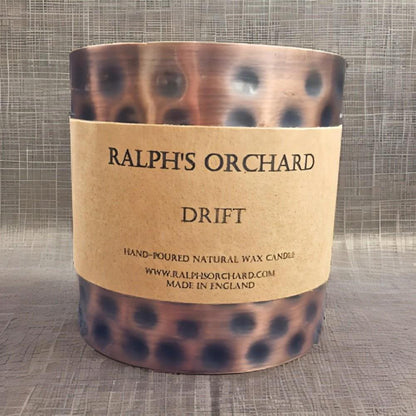 RALPH'S ORCHARD
DRIFT
HAND-POURED NATURAL WAX CANDLE
WWW.RALPHSORCHARD.COM
MADE IN ENGLAND